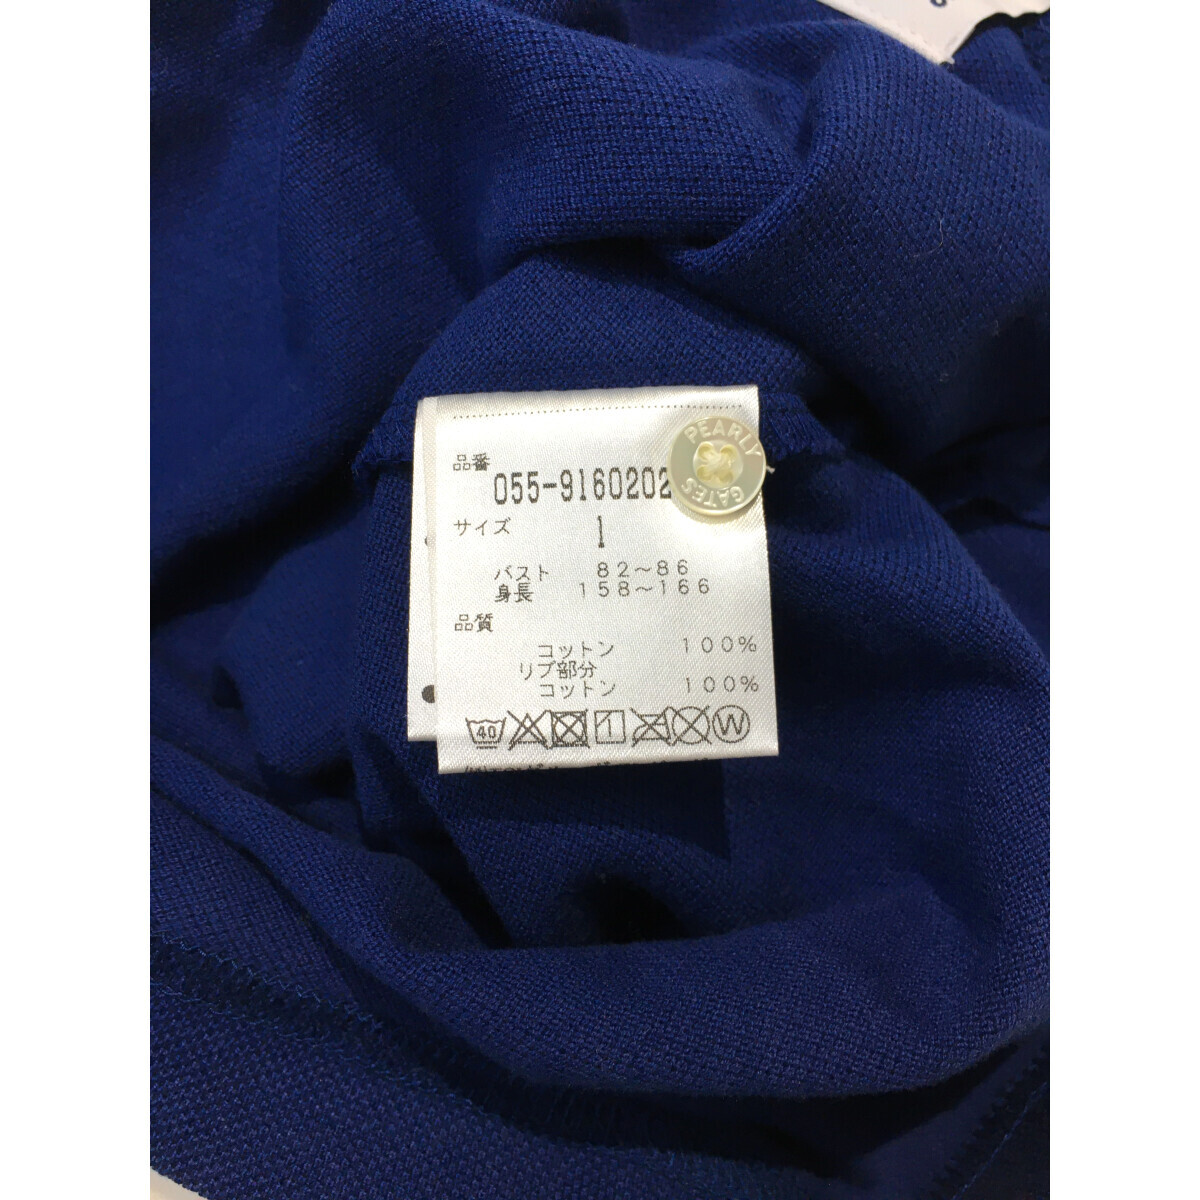 品番
055-9160202
PEARLY GATES
サイズ 1
バスト 82～86
身長 158～166
品質
コットン 100%
リブ部分
コットン 100%
40 1 W